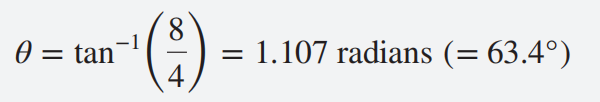 θ = tan⁻¹(8/4) = 1.107 radians (= 63.4°)